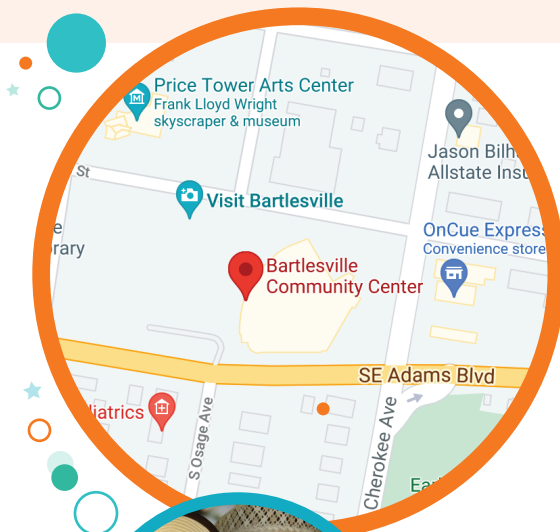 Price Tower Arts Center
Frank Lloyd Wright
skyscraper & museum
Jason Bilh
Allstate Insu
St
Visit Bartlesville
rary
OnCue Express
Convenience store
Bartlesville
Community Center
SE Adams Blvd
iatrics
S Osage Ave
Cherokee Ave